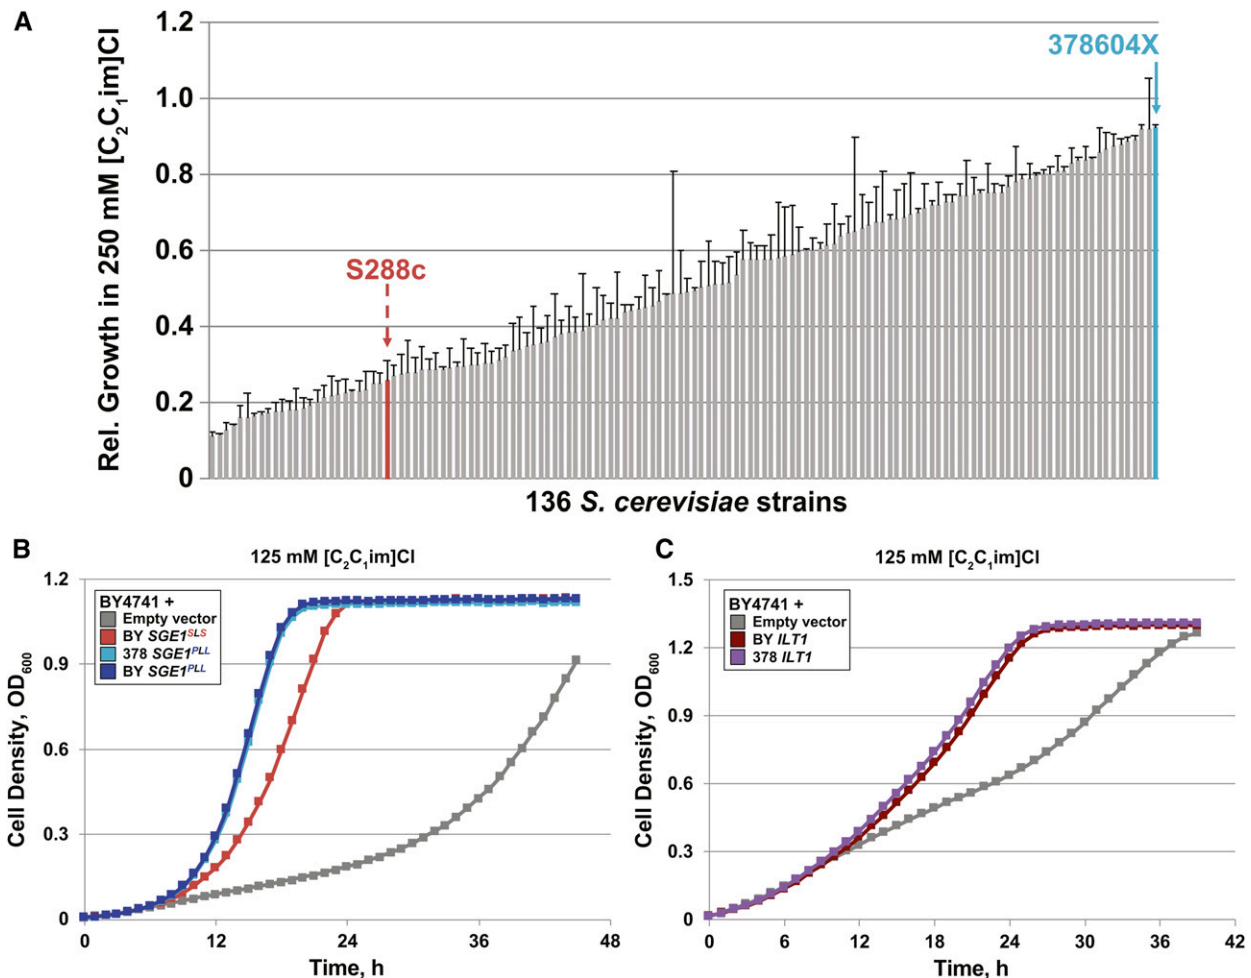 A
Rel. Growth in 250 mM [C₂C₁im]Cl
1.2
1.0
0.8
0.6
0.4
0.2
0
S288c
378604X
136 S. cerevisiae strains
B
125 mM [C₂C₁im]Cl
Cell Density, OD₆₀₀
1.2
0.9
0.6
0.3
0
BY4741 +
Empty vector
BY SGE1ˢᴸˢ
378 SGE1ᴾᴸᴸ
BY SGE1ᴾᴸᴸ
0 12 24 36 48
Time, h
C
125 mM [C₂C₁im]Cl
Cell Density, OD₆₀₀
1.5
1.2
0.9
0.6
0.3
0
BY4741 +
Empty vector
BY ILT1
378 ILT1
0 6 12 18 24 30 36 42
Time, h